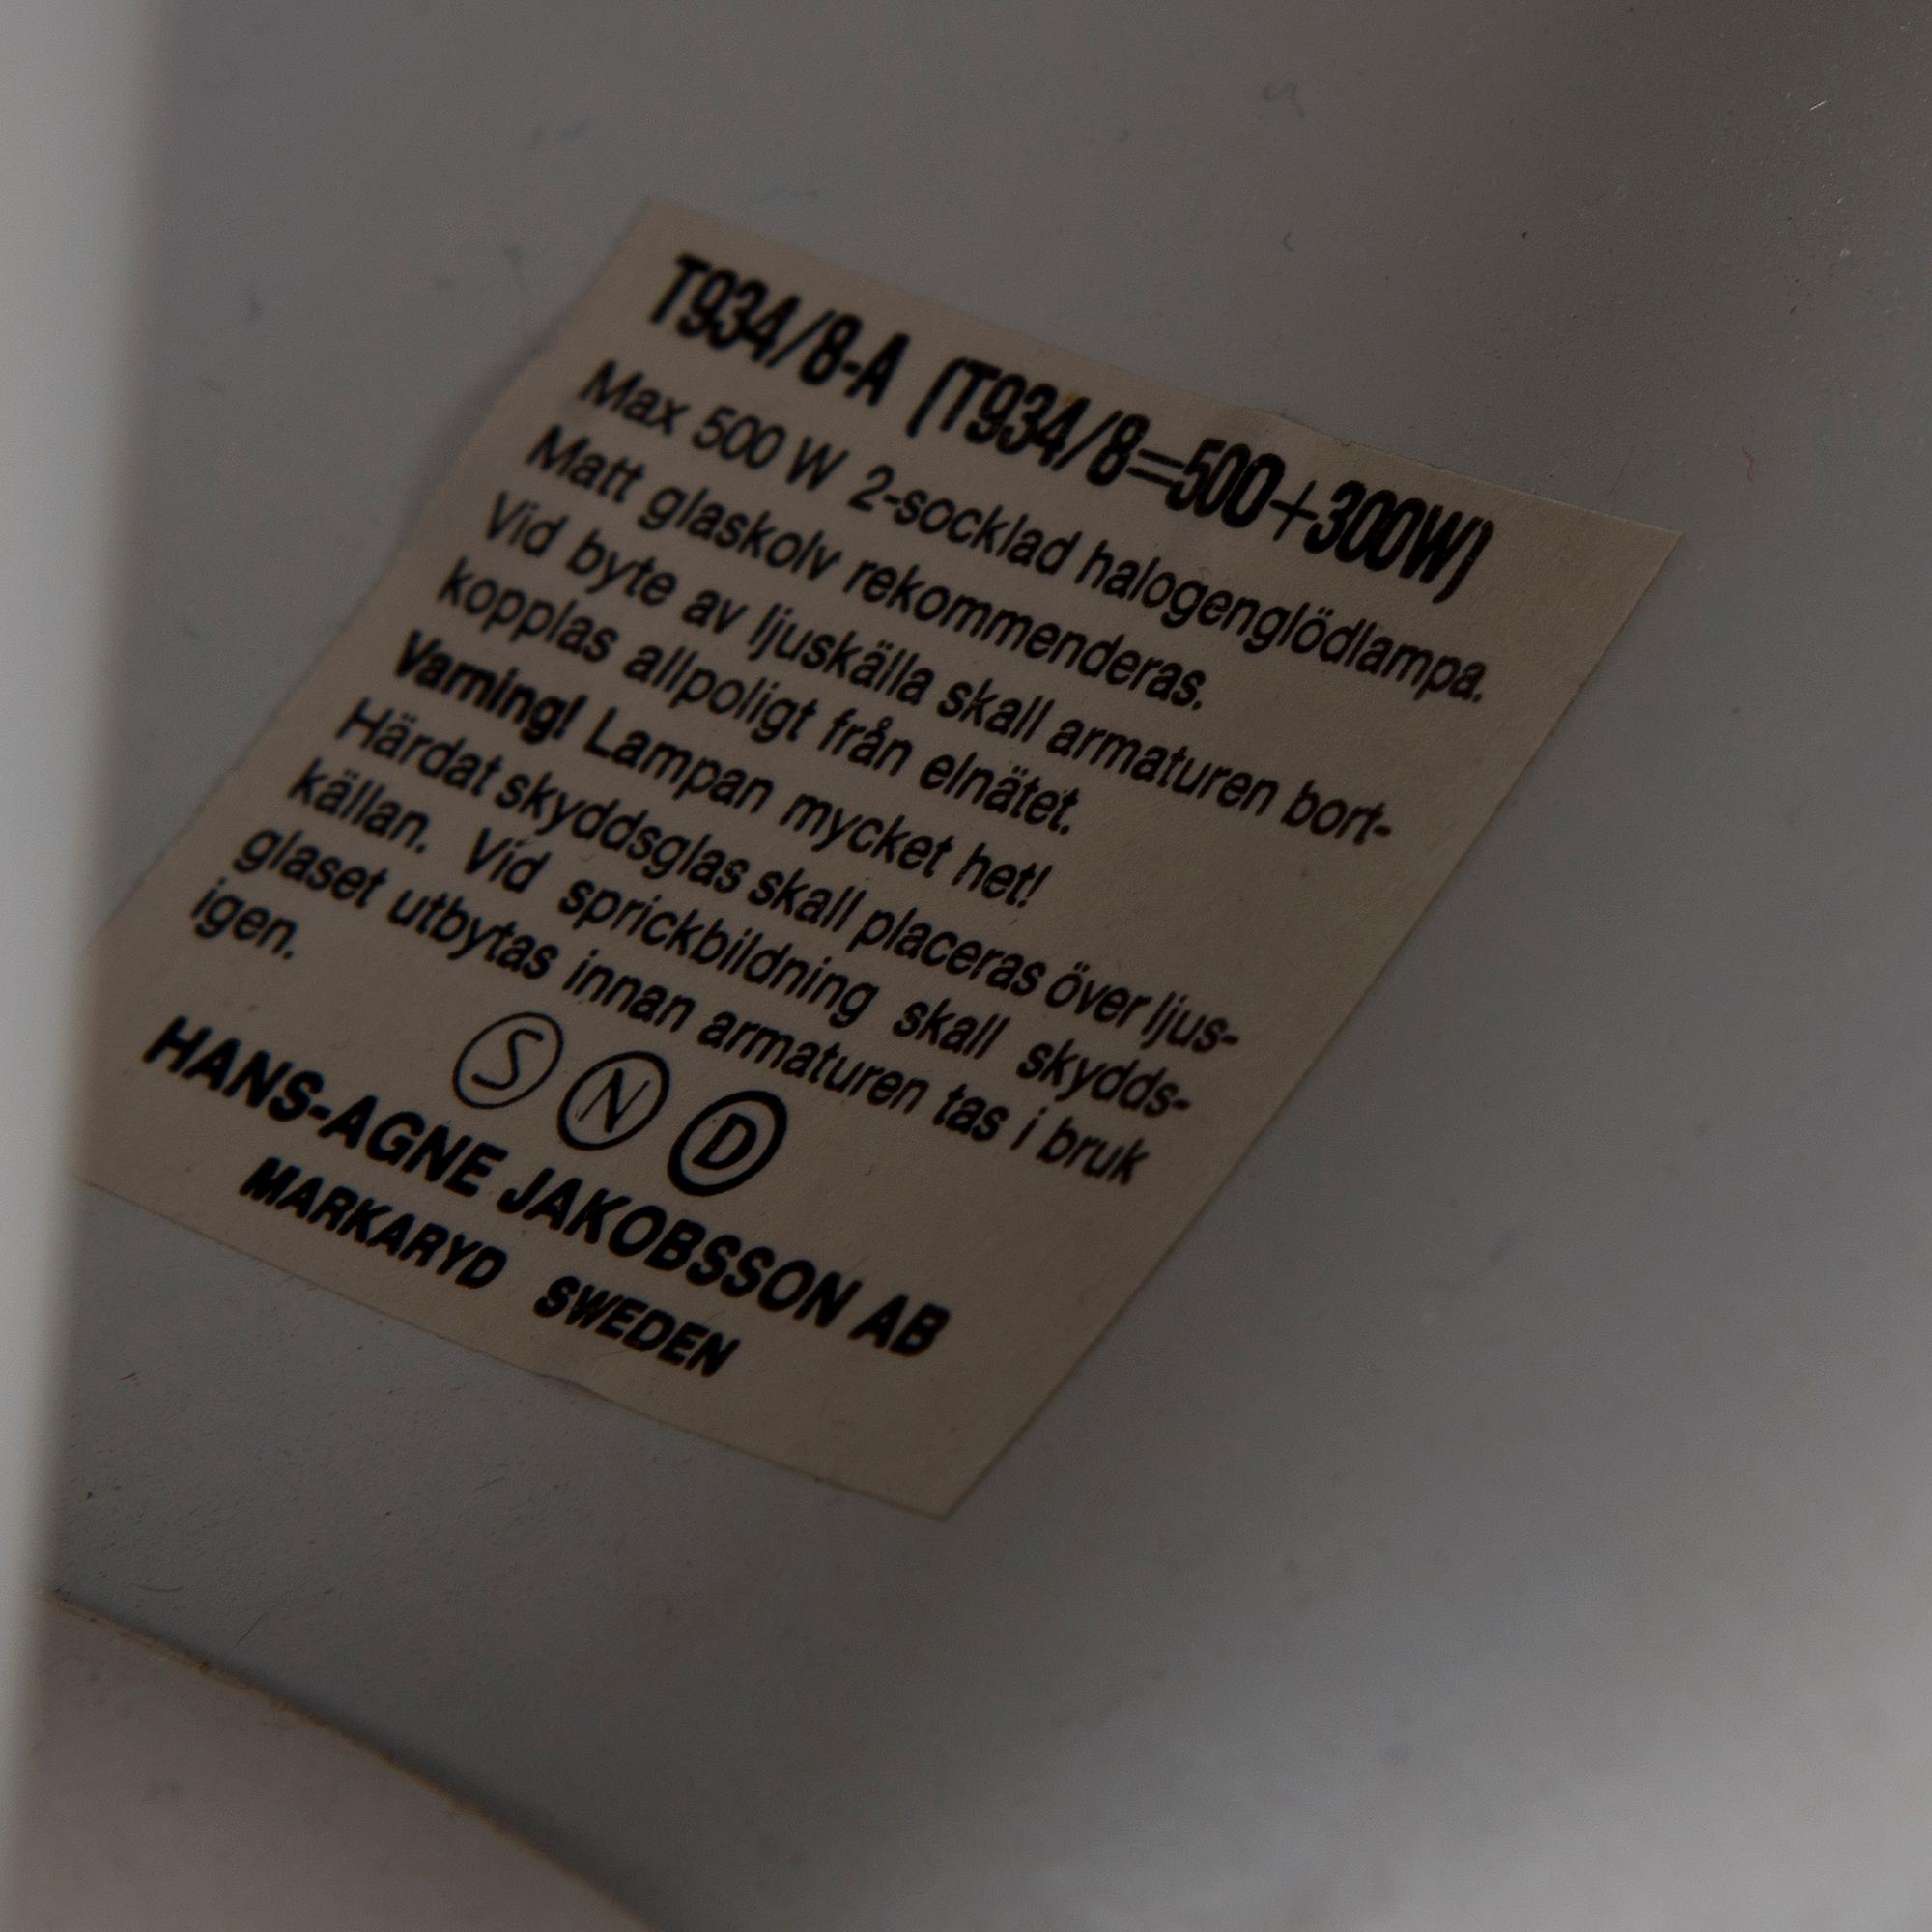 T934/8-A (T934/8=500+300W)
Max 500 W 2-socklad halogenglödlampa.
Matt glaskolv rekommenderas.
Vid byte av ljuskälla skall armaturen bort-
kopplas allpoligt från elnätet.
Varning! Lampan mycket het!
Härdat skyddsglas skall placeras över ljus-
källan. Vid sprickbildning skall skydds-
glaset utbytas innan armaturen tas i bruk
igen.
S N D
HANS-AGNE JAKOBSSON AB
MARKARYD SWEDEN